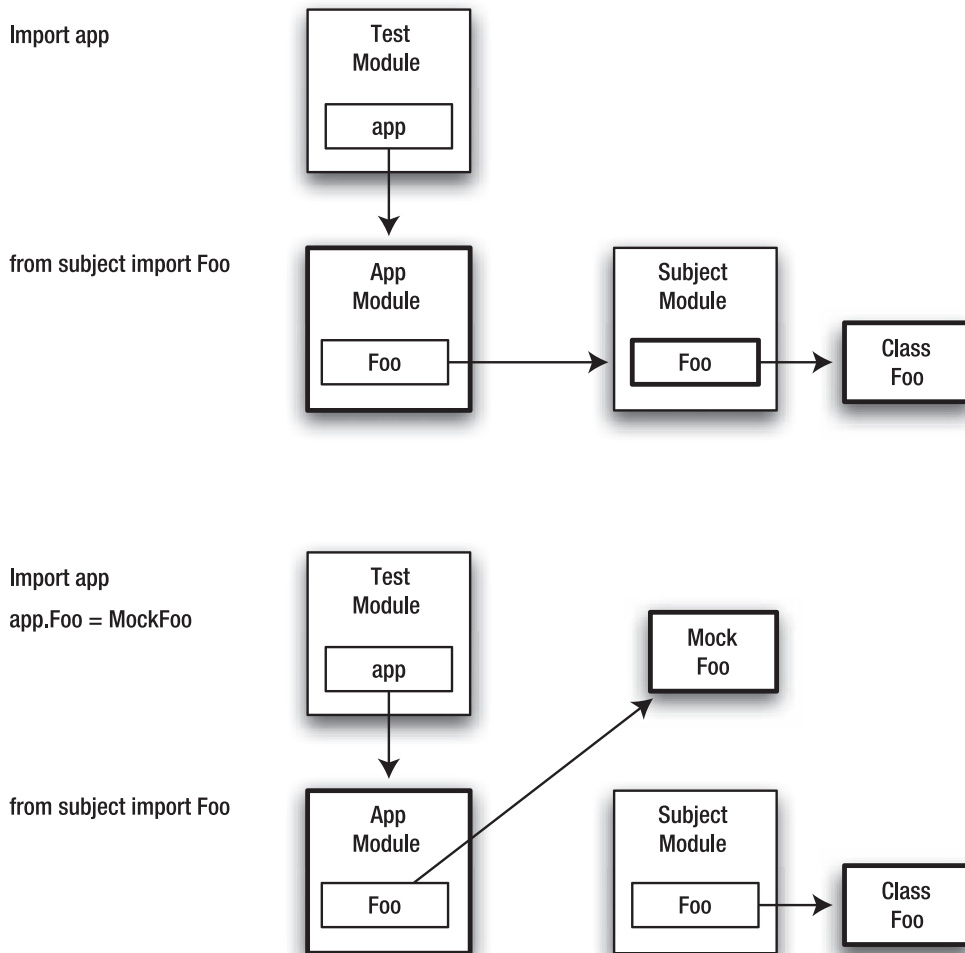 Import app
Test
Module
app
from subject import Foo
App
Module
Foo
Subject
Module
Foo
Class
Foo
Import app
app.Foo = MockFoo
Test
Module
app
Mock
Foo
from subject import Foo
App
Module
Foo
Subject
Module
Foo
Class
Foo